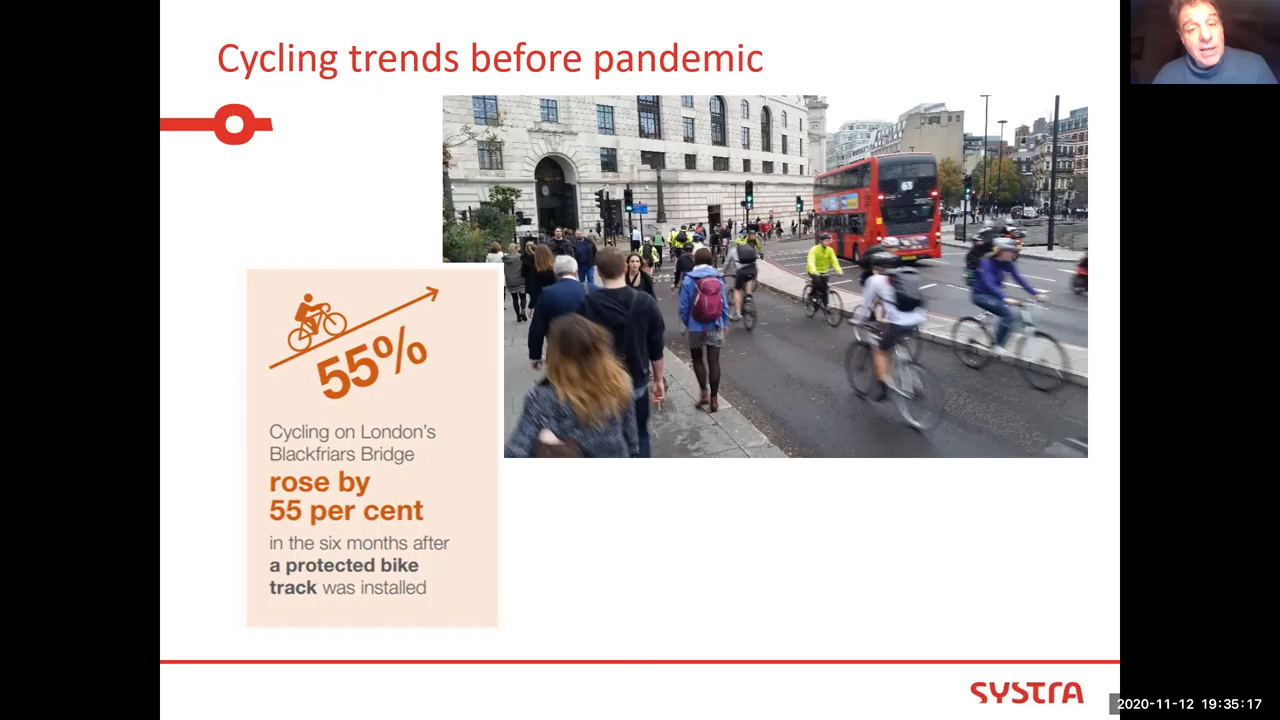 Cycling trends before pandemic
63
55%
Cycling on London's
Blackfriars Bridge
rose by
55 per cent
in the six months after
a protected bike
track was installed
SYSTRA
2020-11-12 19:35:17